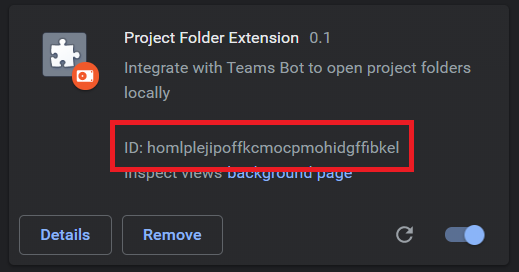 Project Folder Extension 0.1
Integrate with Teams Bot to open project folders
locally
ID: homlplejipoffkcmocpmohidgffibkel
Inspect views background page
Details
Remove